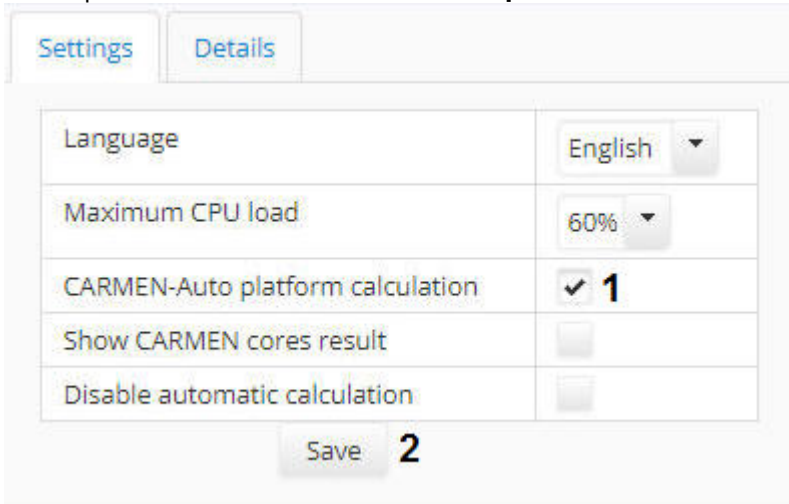 Settings Details
Language English
Maximum CPU load 60%
CARMEN-Auto platform calculation 1
Show CARMEN cores result
Disable automatic calculation
Save 2